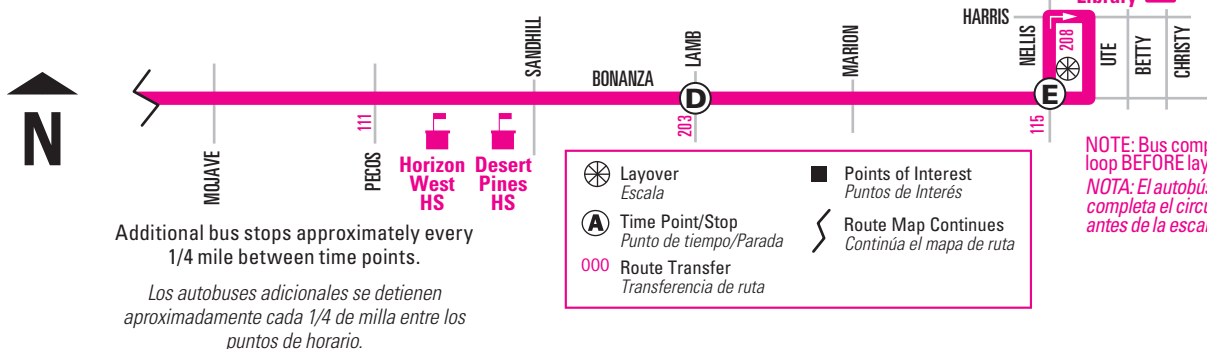 Library
HARRIS
NELLIS
208
UTE
BETTY
CHRISTY
SANDHILL
BONANZA
LAMB
MARION
D
E
N
MOJAVE
111
PECOS
203
115
Horizon
West
HS
Desert
Pines
HS
Additional bus stops approximately every
1/4 mile between time points.
Los autobuses adicionales se detienen
aproximadamente cada 1/4 de milla entre los
puntos de horario.
Layover
Escala
A
Time Point/Stop
Punto de tiempo/Parada
000
Route Transfer
Transferencia de ruta
Points of Interest
Puntos de Interés
Route Map Continues
Continúa el mapa de ruta
NOTE: Bus comp
loop BEFORE lay
NOTA: El autobús
completa el circu
antes de la escal